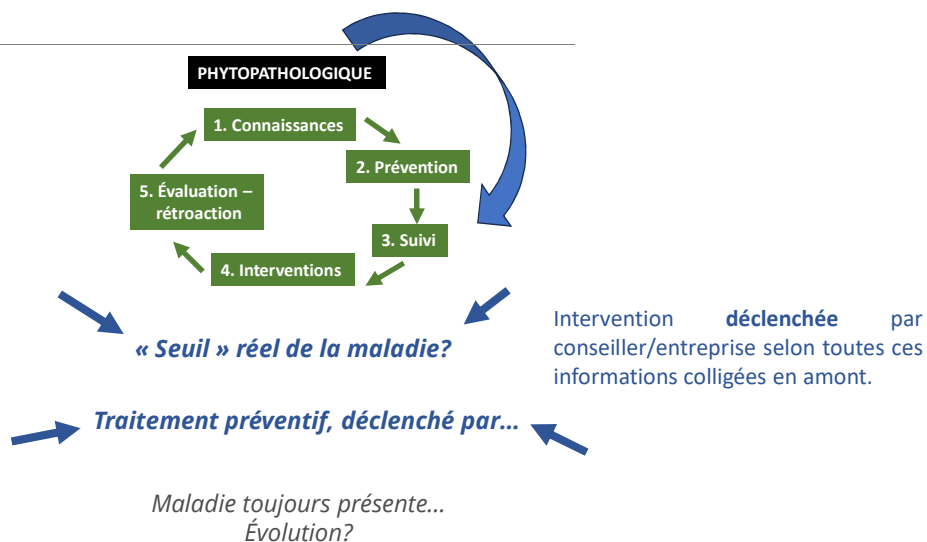 PHYTOPATHOLOGIQUE
1. Connaissances
2. Prévention
3. Suivi
4. Interventions
5. Évaluation –
rétroaction
« Seuil » réel de la maladie?
Intervention déclenchée par
conseiller/entreprise selon toutes ces
informations colligées en amont.
Traitement préventif, déclenché par...
Maladie toujours présente...
Évolution?